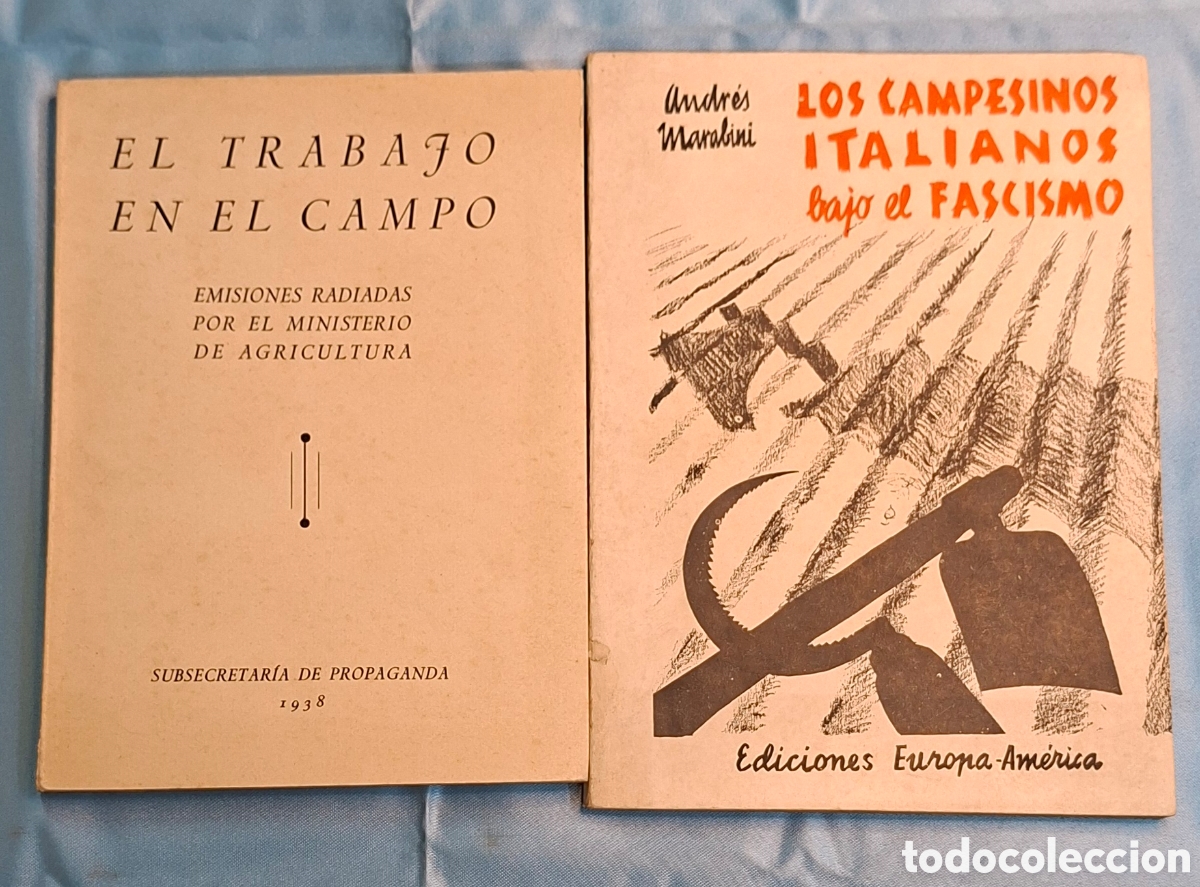 EL TRABAJO
EN EL CAMPO
EMISIONES RADIADAS
POR EL MINISTERIO
DE AGRICULTURA
SUBSECRETARÍA DE PROPAGANDA
1938
Andrés
Marabini
LOS CAMPESINOS
ITALIANOS
bajo el FASCISMO
Ediciones Europa-América
todocoleccion